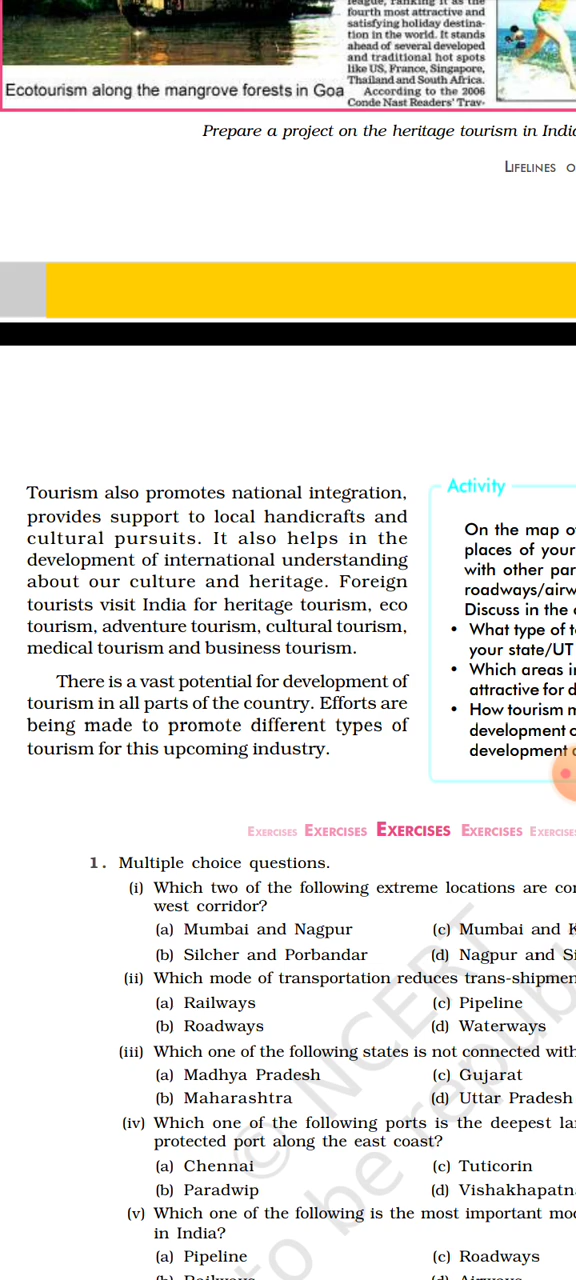 league, ranking it as the
fourth most attractive and
satisfying holiday destina-
tion in the world. It stands
ahead of several developed
and traditional hot spots
like US, France, Singapore,
Thailand and South Africa.
According to the 2006
Conde Nast Readers' Trav-
Ecotourism along the mangrove forests in Goa
Prepare a project on the heritage tourism in India
LIFELINES O
Tourism also promotes national integration,
provides support to local handicrafts and
cultural pursuits. It also helps in the
development of international understanding
about our culture and heritage. Foreign
tourists visit India for heritage tourism, eco
tourism, adventure tourism, cultural tourism,
medical tourism and business tourism.
There is a vast potential for development of
tourism in all parts of the country. Efforts are
being made to promote different types of
tourism for this upcoming industry.
Activity
On the map
places of your
with other
roadways/
Discuss in the
• What type of
your state/UT
• Which areas
attractive for
• How tourism
development
development
EXERCISES EXERCISES EXERCISES EXERCISES EXERCISES
1. Multiple choice questions.
(i) Which two of the following extreme locations are
west corridor?
(a) Mumbai and Nagpur
(c) Mumbai and
(b) Silcher and Porbandar
(d) Nagpur and
(ii) Which mode of transportation reduces
(a) Railways
(c) Pipeline
(b) Roadways
(d) Waterways
(iii) Which one of the following states is not connected with
(a) Madhya Pradesh
(c) Gujarat
(b) Maharashtra
(d) Uttar Pradesh
(iv) Which one of the following ports is the deepest
protected port along the east coast?
(a) Chennai
(c) Tuticorin
(b) Paradwip
(d)
(v) Which one of the following is the most important
in India?
(a) Pipeline
(c) Roadways
(b) Railways
(d) Airways
© NCERT
to be